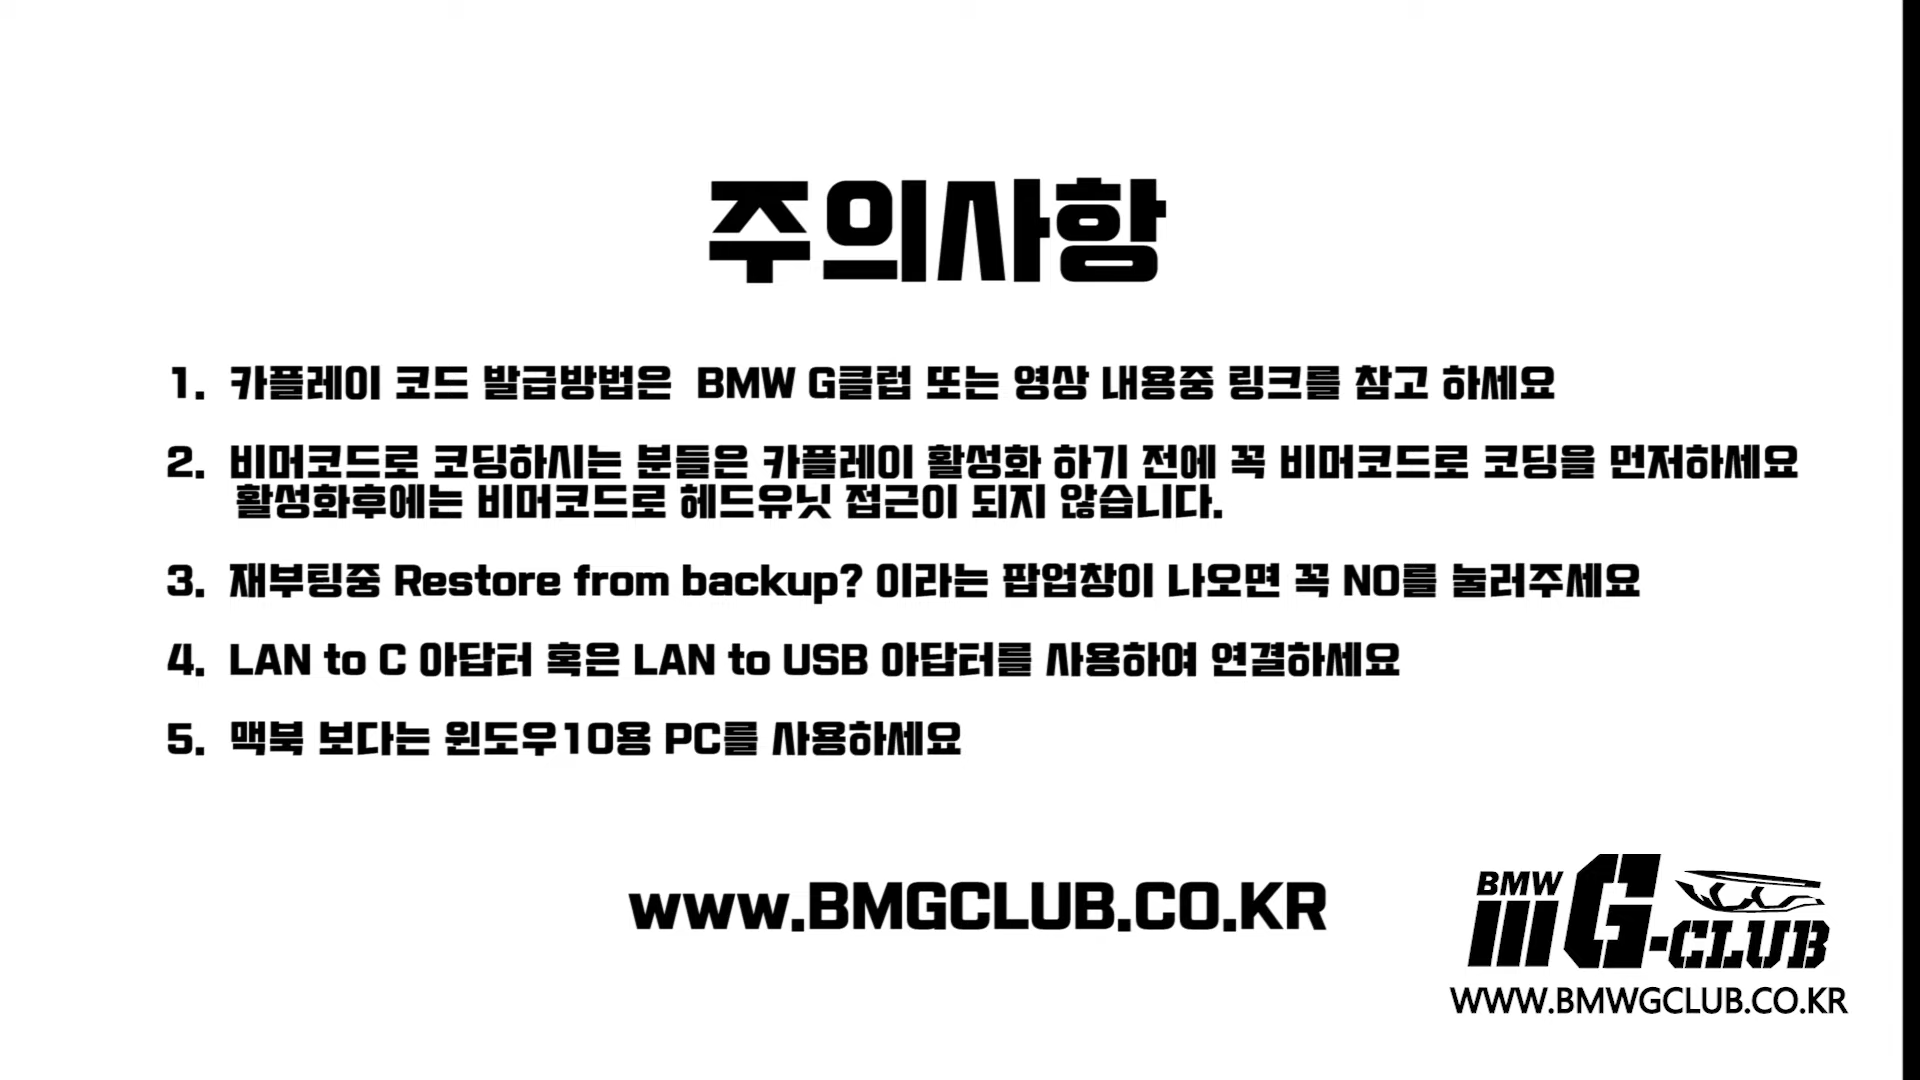 주의사항
1. 카플레이 코드 발급방법은 BMW G클럽 또는 영상 내용중 링크를 참고 하세요
2. 비머코드로 코딩하시는 분들은 카플레이 활성화 하기 전에 꼭 비머코드로 코딩을 먼저하세요
활성화후에는 비머코드로 헤드유닛 접근이 되지 않습니다.
3. 재부팅중 Restore from backup? 이라는 팝업창이 나오면 꼭 NO를 눌러주세요
4. LAN to C 아답터 혹은 LAN to USB 아답터를 사용하여 연결하세요
5. 맥북 보다는 윈도우10용 PC를 사용하세요
www.BMGCLUB.CO.KR
BMW
G-CLUB
WWW.BMWGCLUB.CO.KR